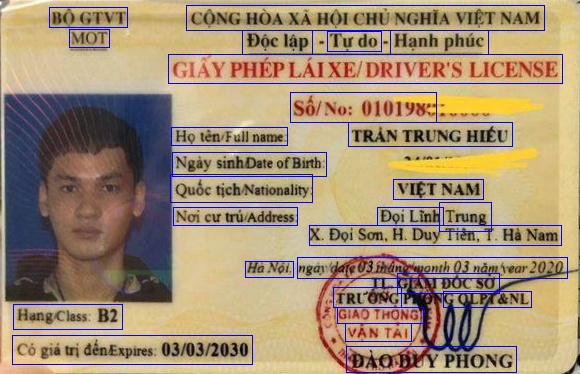 BỘ GTVT
MOT
CỘNG HÒA XÃ HỘI CHỦ NGHĨA VIỆT NAM
Độc lập - Tự do - Hạnh phúc
GIẤY PHÉP LÁI XE/DRIVER'S LICENSE
Số/No:
Họ tên/Full name: TRẦN TRUNG HIẾU
Ngày sinh/Date of Birth:
Quốc tịch/Nationality: VIỆT NAM
Nơi cư trú/Address: Đọi Lĩnh Trung
X. Đọi Sơn, H. Duy Tiên, T. Hà Nam
Hà Nội, ngày/date 03 tháng/month 03 năm/year 2020
TL. GIÁM ĐỐC SỞ
TRƯỞNG PHÒNG QLPT&NL
GIAO THÔNG
VẬN TẢI
Hạng/Class: B2
Có giá trị đến/Expires: 03/03/2030
ĐÀO DUY PHONG